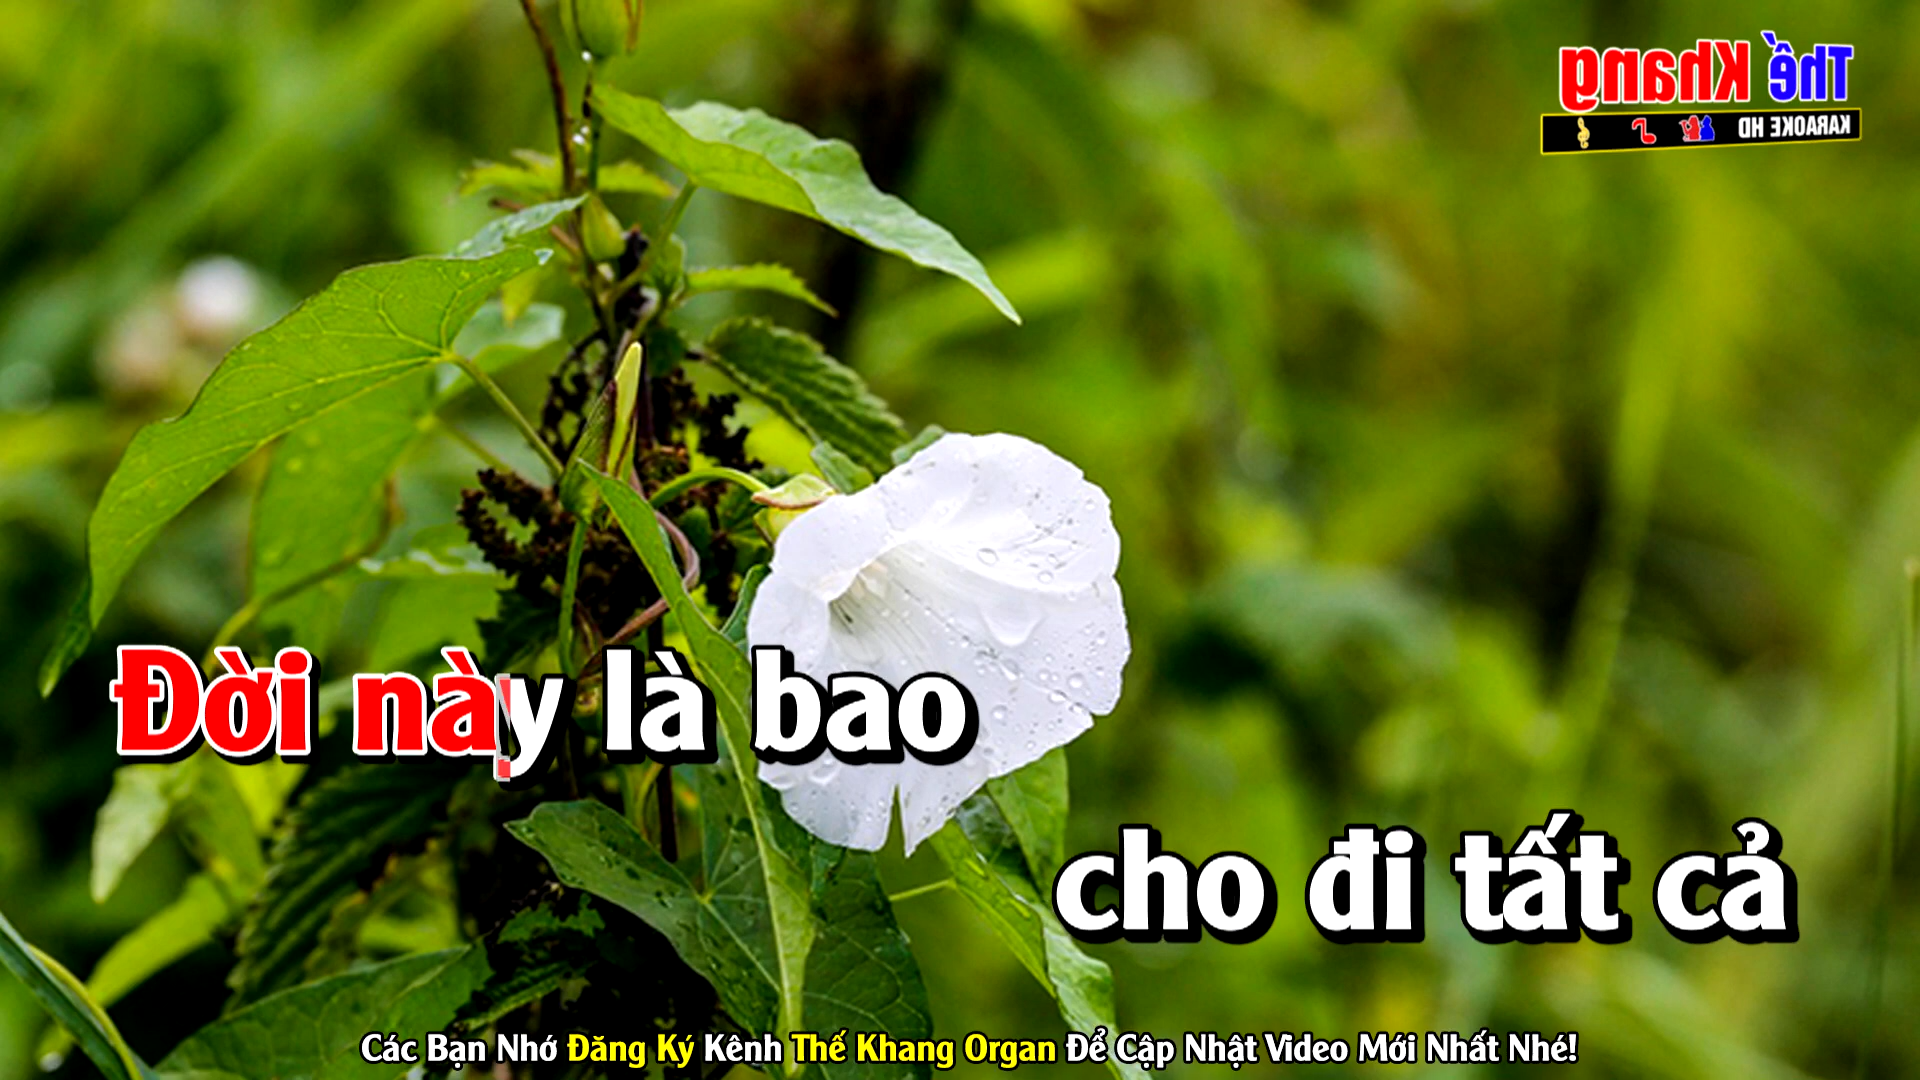 Thế Khang
KARAOKE HD
Đời này là bao
cho đi tất cả
Các Bạn Nhớ Đăng Ký Kênh Thế Khang Organ Để Cập Nhật Video Mới Nhất Nhé!